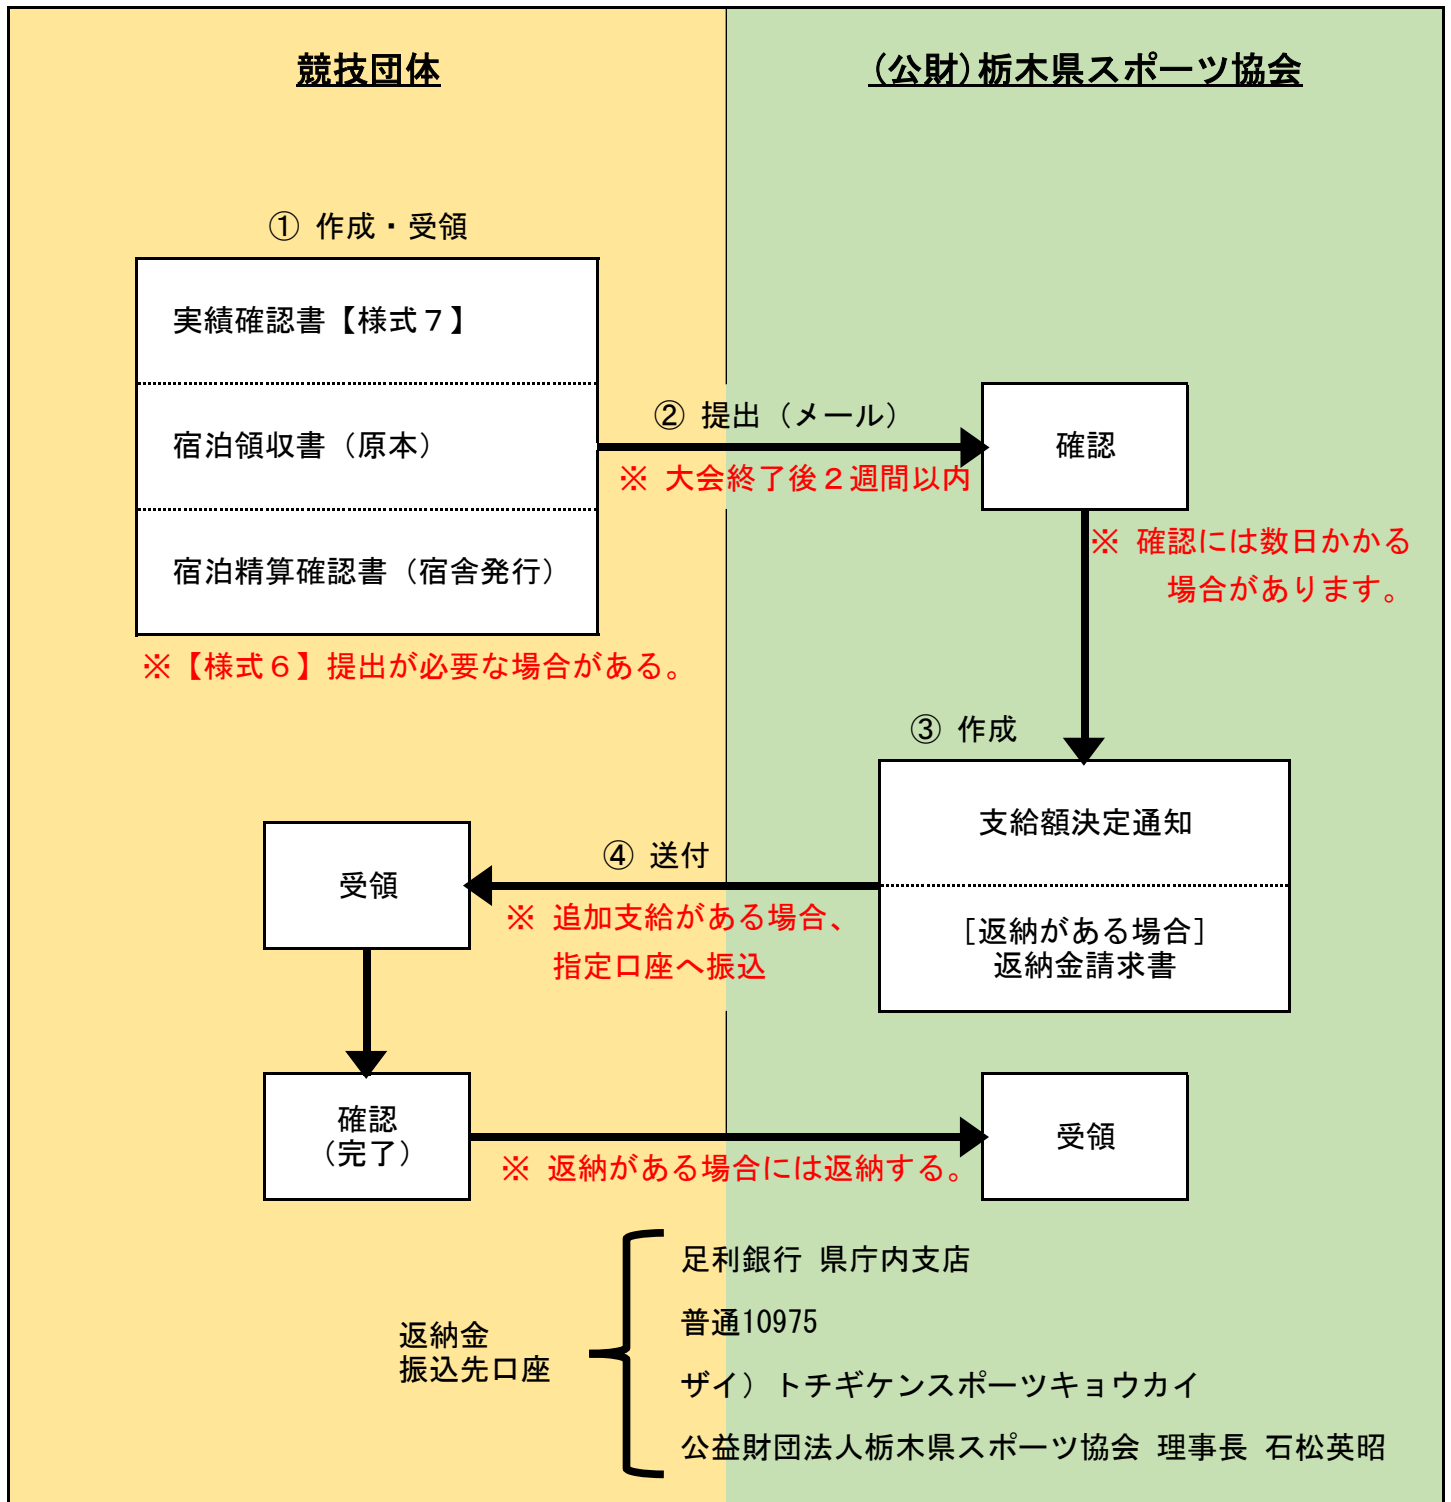 競技団体
（公財）栃木県スポーツ協会
① 作成・受領
実績確認書【様式７】
宿泊領収書（原本）
宿泊精算確認書（宿舎発行）
※【様式６】提出が必要な場合がある。
② 提出（メール）
※ 大会終了後２週間以内
確認
※ 確認には数日かかる
場合があります。
③ 作成
支給額決定通知
［返納がある場合］
返納金請求書
④ 送付
※ 追加支給がある場合、
指定口座へ振込
受領
確認
（完了）
※ 返納がある場合には返納する。
受領
返納金
振込先口座
足利銀行 県庁内支店
普通10975
ザイ）トチギケンスポーツキョウカイ
公益財団法人栃木県スポーツ協会 理事長 石松英昭